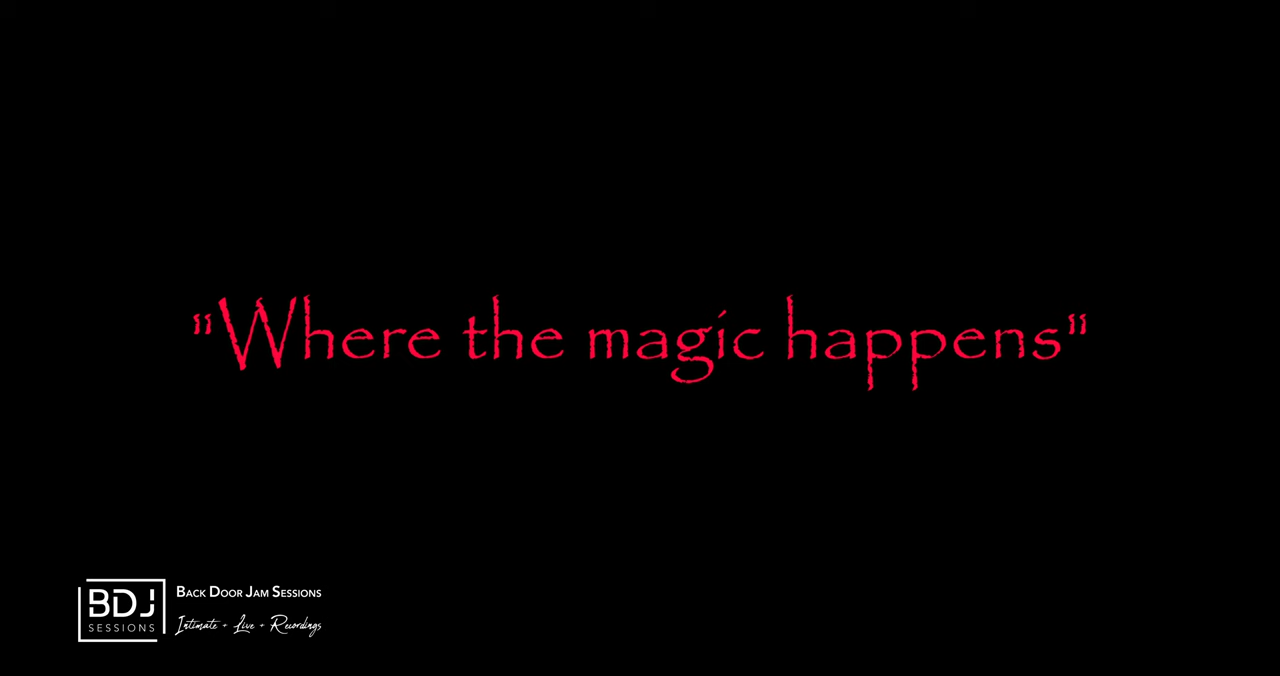 "Where the magic happens"
BDJ
SESSIONS
Back Door Jam Sessions
Intimate + Live + Recordings